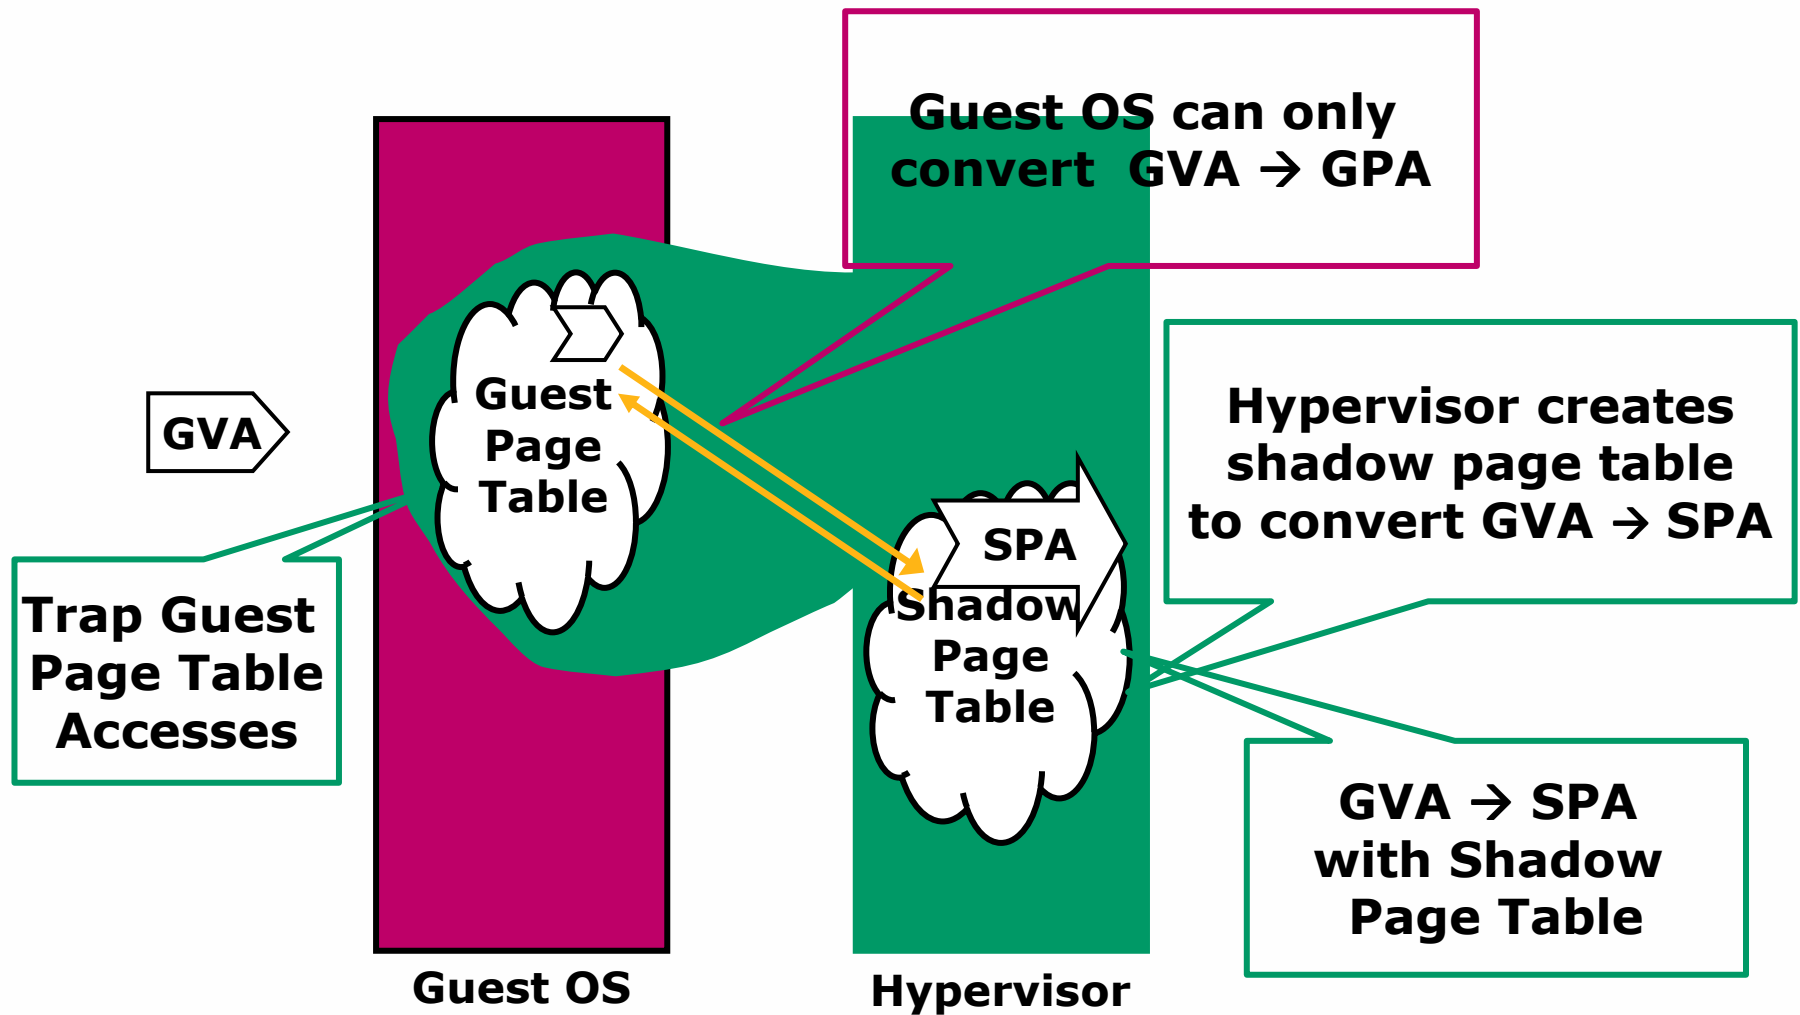 Guest OS can only
convert GVA → GPA
GVA
Guest
Page
Table
Hypervisor creates
shadow page table
to convert GVA → SPA
SPA
Shadow
Page
Table
Trap Guest
Page Table
Accesses
GVA → SPA
with Shadow
Page Table
Guest OS
Hypervisor